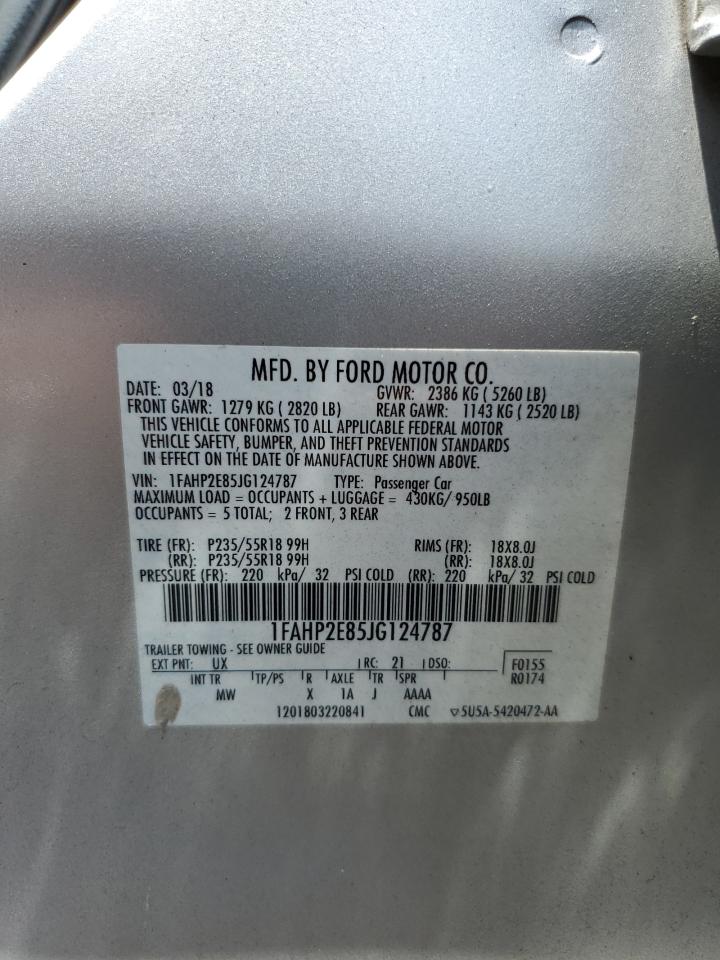 MFD. BY FORD MOTOR CO.
DATE: 03/18 GVWR: 2386 KG ( 5260 LB)
FRONT GAWR: 1279 KG ( 2820 LB) REAR GAWR: 1143 KG ( 2520 LB)
THIS VEHICLE CONFORMS TO ALL APPLICABLE FEDERAL MOTOR
VEHICLE SAFETY, BUMPER, AND THEFT PREVENTION STANDARDS
IN EFFECT ON THE DATE OF MANUFACTURE SHOWN ABOVE.
VIN: 1FAHP2E85JG124787 TYPE: Passenger Car
MAXIMUM LOAD = OCCUPANTS + LUGGAGE = 430KG/ 950LB
OCCUPANTS = 5 TOTAL; 2 FRONT, 3 REAR
TIRE (FR): P235/55R18 99H RIMS (FR): 18X8.0J
(RR): P235/55R18 99H (RR): 18X8.0J
PRESSURE (FR): 220 kPa/ 32 PSI COLD (RR): 220 kPa/ 32 PSI COLD
1FAHP2E85JG124787
TRAILER TOWING - SEE OWNER GUIDE
EXT PNT: UX RC: 21 DSO: F0155
INT TR TP/PS R AXLE TR SPR R0174
MW X 1A J AAAA
1201803220841 CMC ▽5U5A-5420472-AA